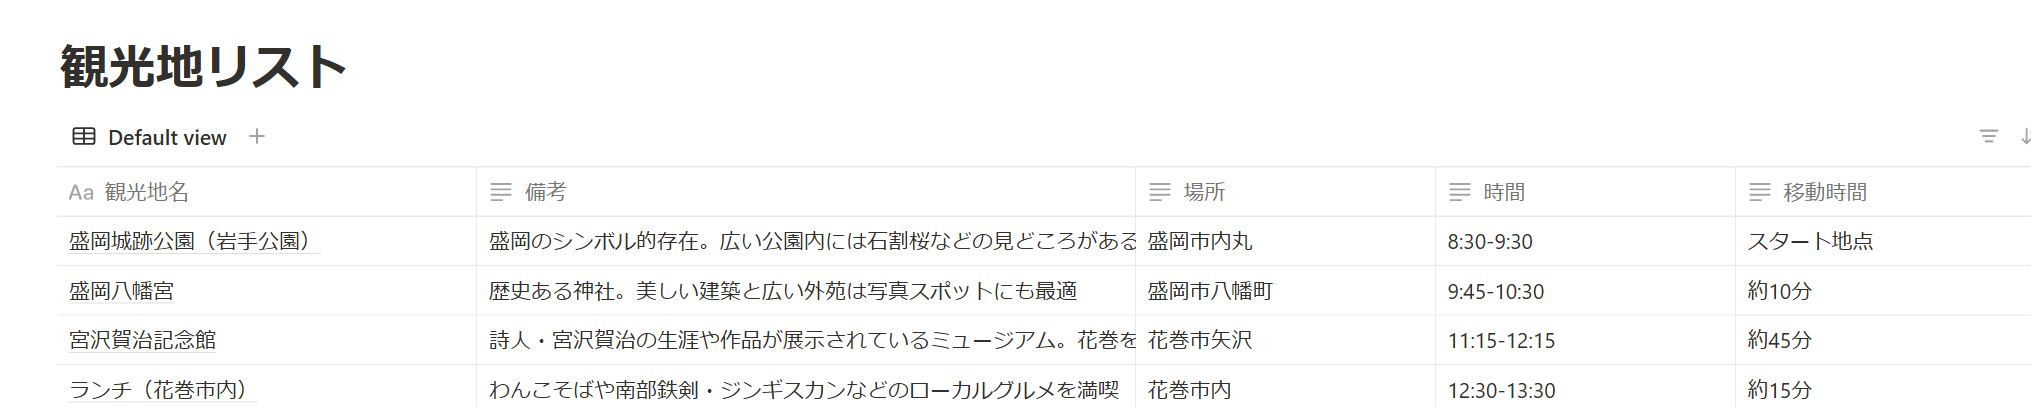 観光地リスト
Default view
Aa 観光地名 備考 場所 時間 移動時間
盛岡城跡公園（岩手公園） 盛岡のシンボル的存在。広い公園内には石割桜などの見どころがある 盛岡市内丸 8:30-9:30 スタート地点
盛岡八幡宮 歴史ある神社。美しい建築と広い外苑は写真スポットにも最適 盛岡市八幡町 9:45-10:30 約10分
宮沢賢治記念館 詩人・宮沢賀治の生涯や作品が展示されているミュージアム。花巻を 花巻市矢沢 11:15-12:15 約45分
ランチ（花巻市内） わんこそばや南部鉄剣・ジンギスカンなどのローカルグルメを満喫 花巻市内 12:30-13:30 約15分